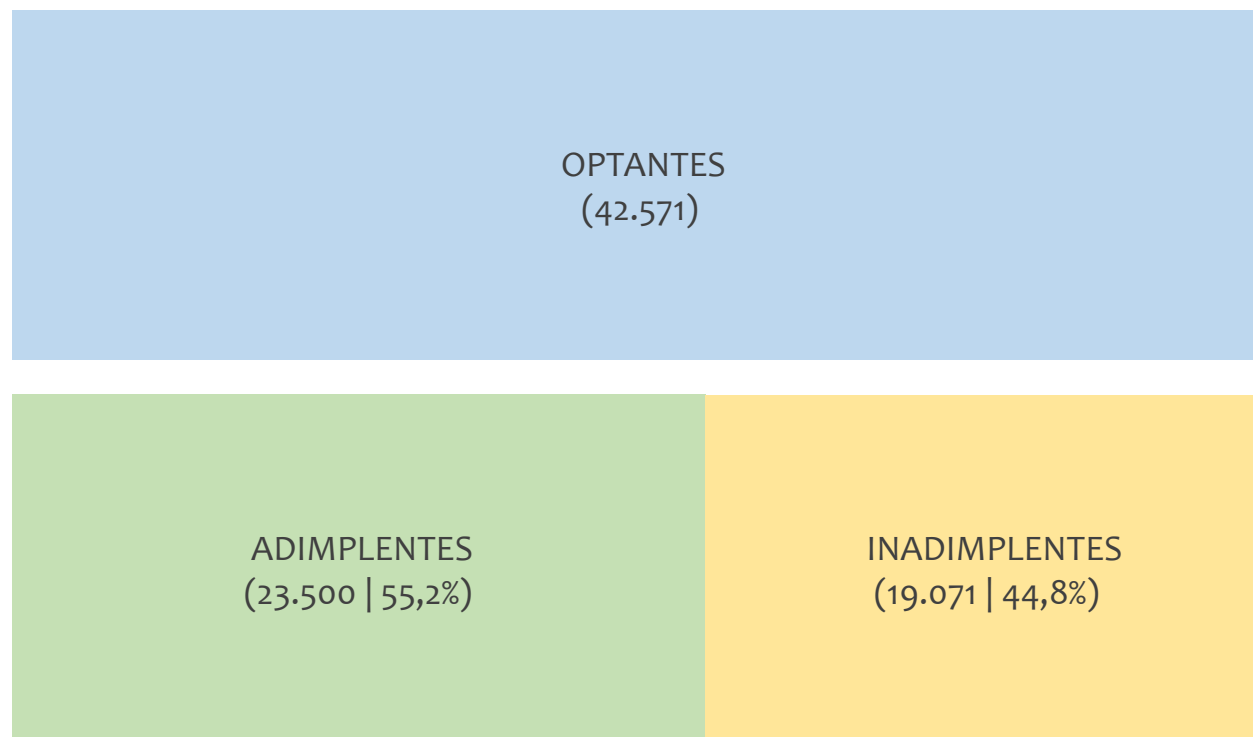 OPTANTES
(42.571)
ADIMPLENTES
(23.500 | 55,2%)
INADIMPLENTES
(19.071 | 44,8%)